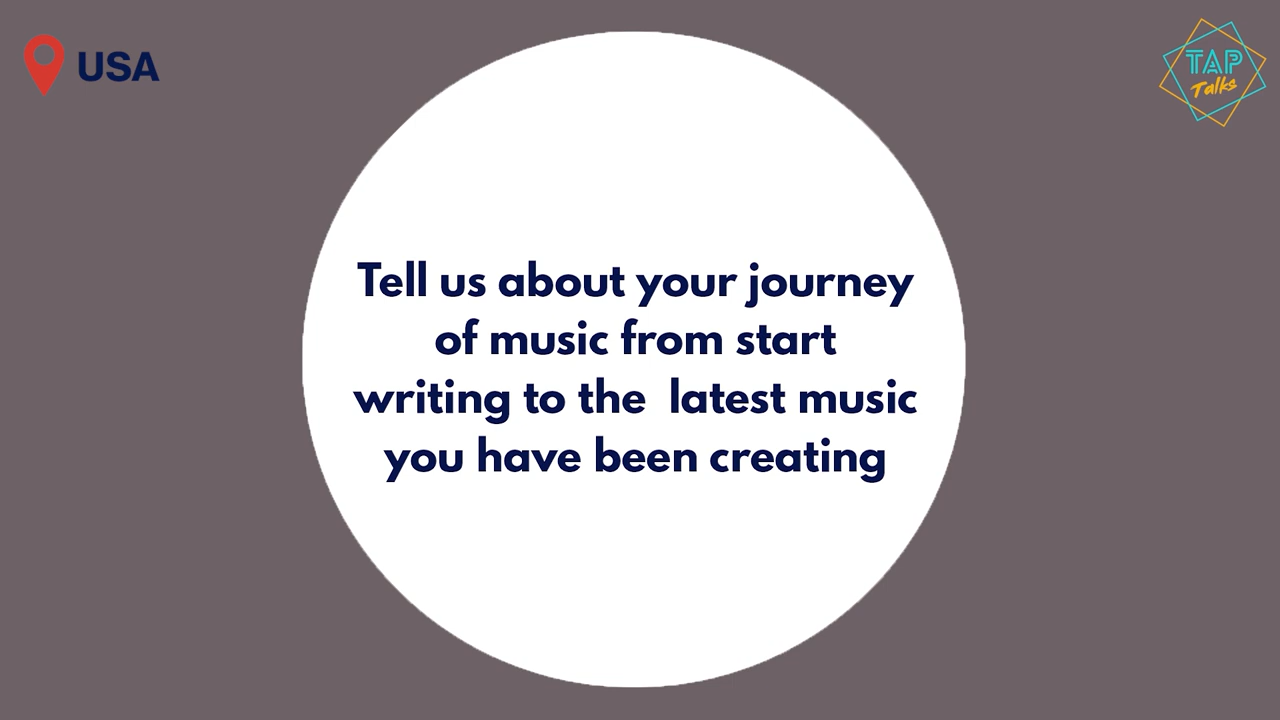 USA
TAP
Talks
Tell us about your journey
of music from start
writing to the  latest music
you have been creating